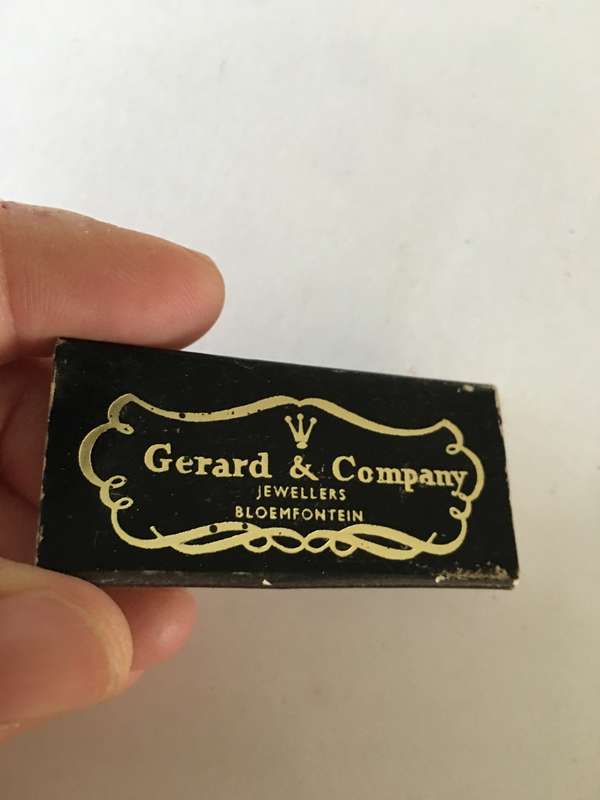 Gerard & Company
JEWELLERS
BLOEMFONTEIN